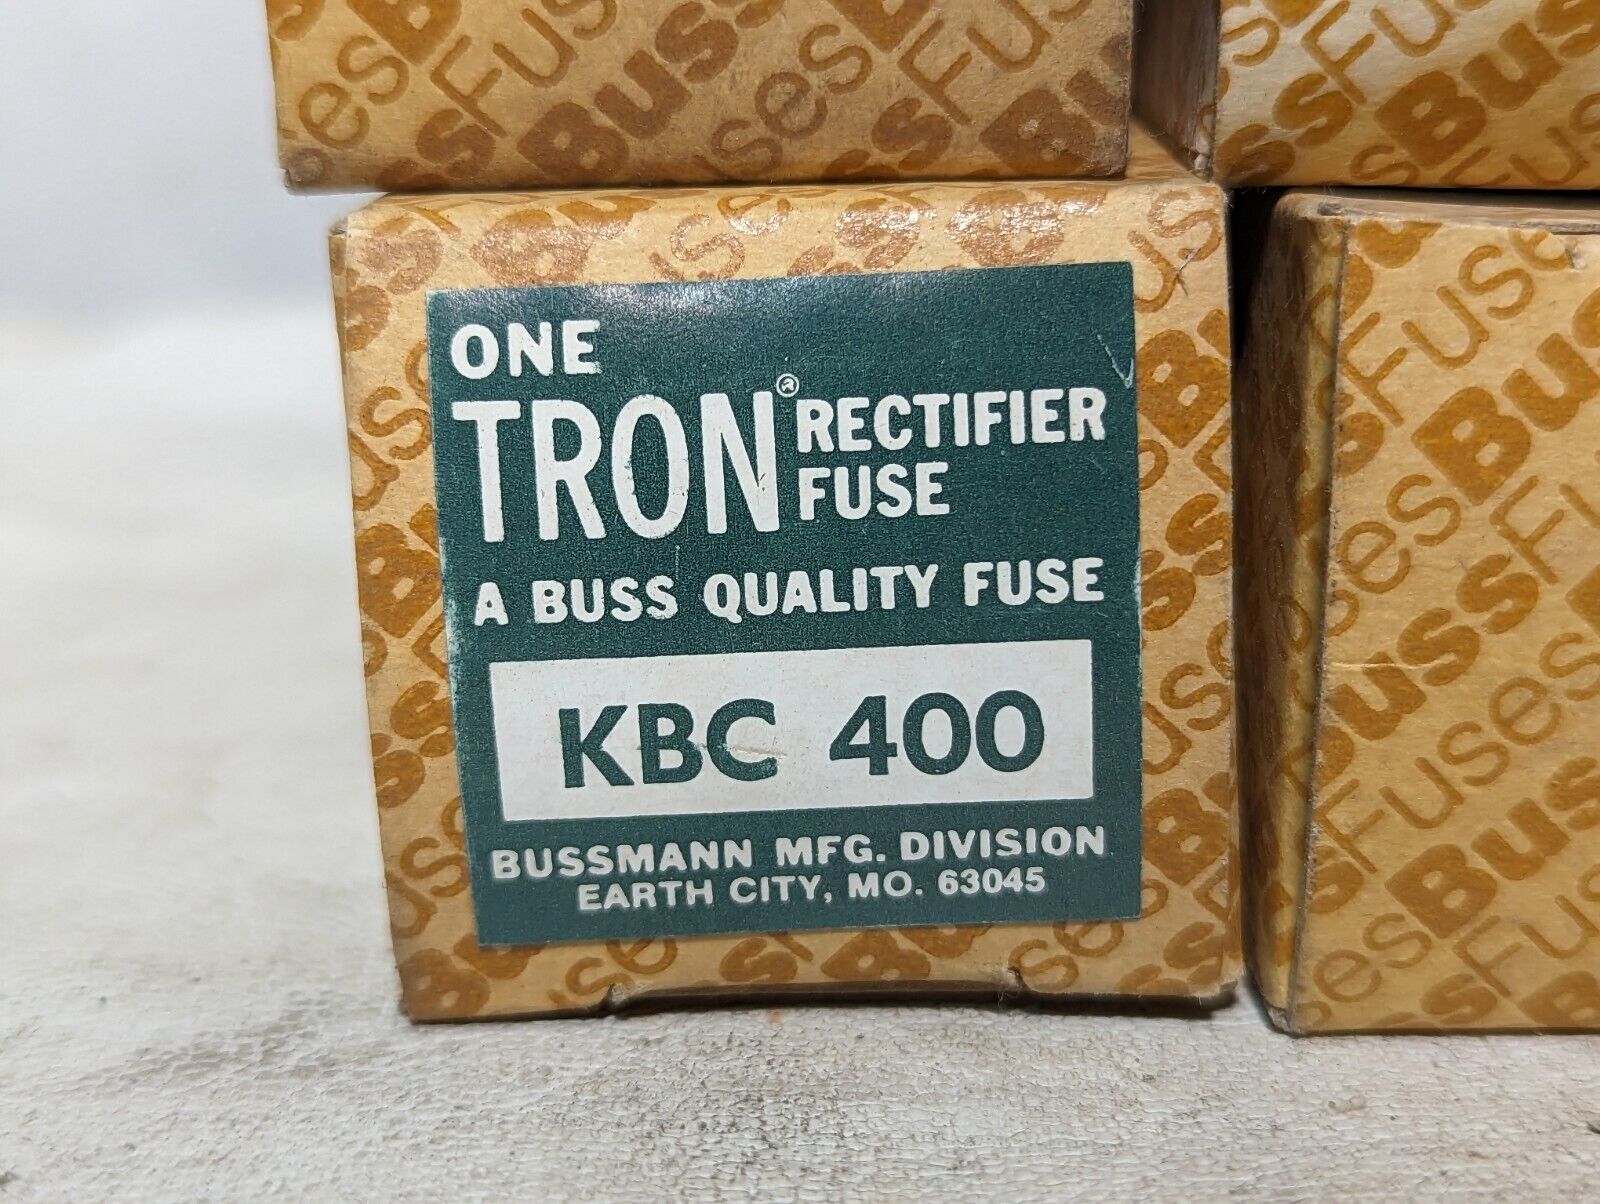 ONE
TRON® RECTIFIER
FUSE
A BUSS QUALITY FUSE
KBC 400
BUSSMANN MFG. DIVISION
EARTH CITY, MO. 63045